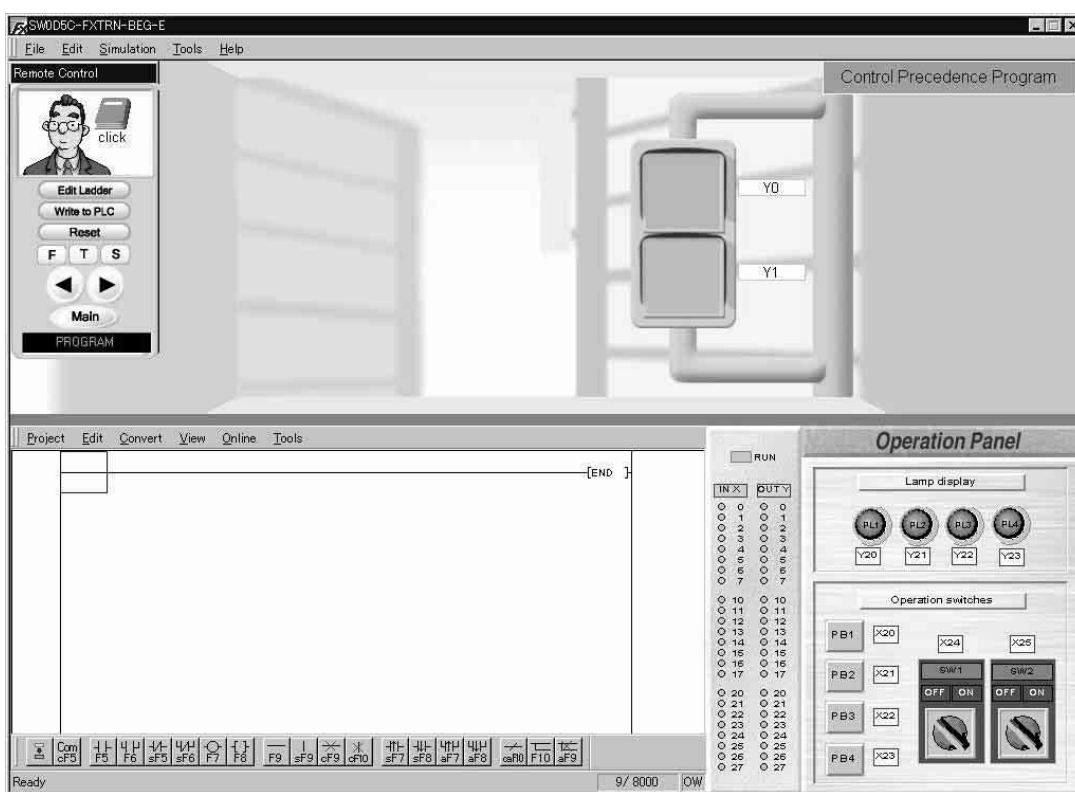 SW0D5C-FXTRN-BEG-E
File Edit Simulation Tools Help
Remote Control
Control Precedence Program
click
Edit Ladder
Write to PLC
Reset
F T S
Main
PROGRAM
Y0
Y1
Project Edit Convert View Online Tools
[END ]
RUN
IN X OUT Y
0 0
1 1
2 2
3 3
4 4
5 5
6 6
7 7
10 10
11 11
12 12
13 13
14 14
15 15
16 16
17 17
20 20
21 21
22 22
23 23
24 24
25 25
26 26
27 27
Operation Panel
Lamp display
PL1 PL2 PL3 PL4
Y20 Y21 Y22 Y23
Operation switches
PB1 X20
PB2 X21
PB3 X22
PB4 X23
X24 X25
SW1 SW2
OFF ON OFF ON
Com
cF5 F5 F6 sF5 sF6 F7 F8 F9 sF9 cF9 cF10 sF7 sF8 aF7 aF8 caF10 F10 aF9
Ready
9/ 8000 OW